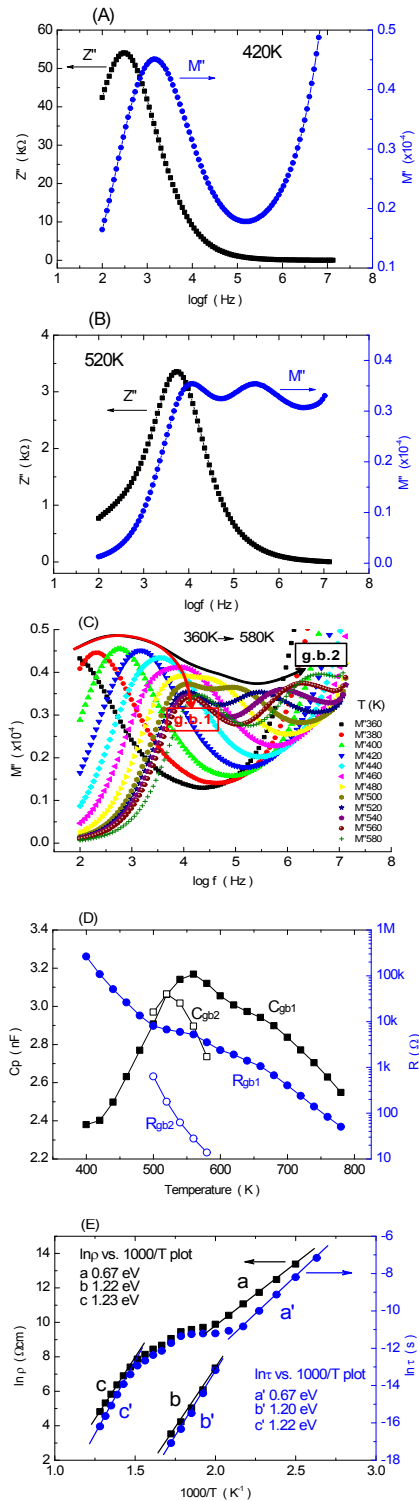 (A)
420K
Z''
M''
60
50
40
30
20
10
0
Z'' (kΩ)
0.5
0.4
0.3
0.2
0.1
M'' (x10⁻⁴)
1 2 3 4 5 6 7 8
logf (Hz)
(B)
520K
Z''
M''
4
3
2
1
0
Z'' (kΩ)
0.4
0.3
0.2
0.1
0.0
M'' (x10⁻⁴)
1 2 3 4 5 6 7 8
logf (Hz)
(C)
360K → 580K
g.b.2
g.b.1
0.5
0.4
0.3
0.2
0.1
0.0
M'' (x10⁻⁴)
T (K)
M''360
M''380
M''400
M''420
M''440
M''460
M''480
M''500
M''520
M''540
M''560
M''580
2 3 4 5 6 7
log f (Hz)
(D)
3.4
3.2
3.0
2.8
2.6
2.4
2.2
Cp (nF)
1M
100k
10k
1k
100
10
R (Ω)
Cgb2
Cgb1
Rgb1
Rgb2
400 500 600 700 800
Temperature (K)
(E)
lnρ vs. 1000/T plot
a 0.67 eV
b 1.22 eV
c 1.23 eV
a
a'
b
b'
c
c'
lnτ vs. 1000/T plot
a' 0.67 eV
b' 1.20 eV
c' 1.22 eV
14
12
10
8
6
4
2
ln ρ (Ωcm)
-6
-8
-10
-12
-14
-16
-18
ln τ (s)
1.0 1.5 2.0 2.5 3.0
1000/T (K⁻¹)